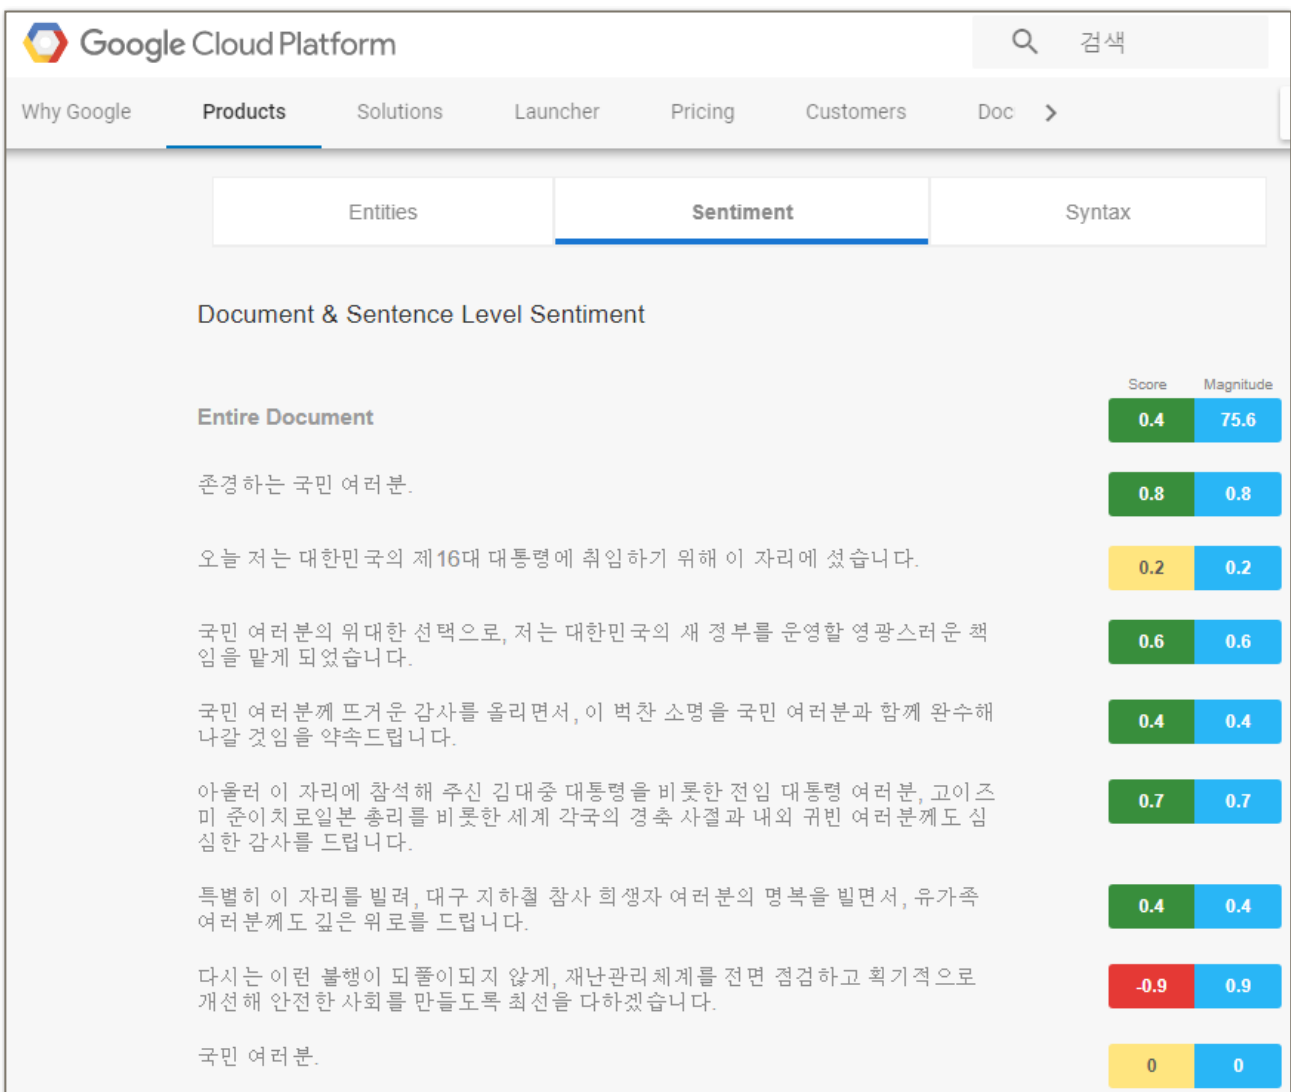 Google Cloud Platform
검색
Why Google Products Solutions Launcher Pricing Customers Doc
Entities Sentiment Syntax
Document & Sentence Level Sentiment
Score Magnitude
Entire Document 0.4 75.6
존경하는 국민 여러분. 0.8 0.8
오늘 저는 대한민국의 제16대 대통령에 취임하기 위해 이 자리에 섰습니다. 0.2 0.2
국민 여러분의 위대한 선택으로, 저는 대한민국의 새 정부를 운영할 영광스러운 책
임을 맡게 되었습니다. 0.6 0.6
국민 여러분께 뜨거운 감사를 올리면서, 이 벅찬 소명을 국민 여러분과 함께 완수해
나갈 것임을 약속드립니다. 0.4 0.4
아울러 이 자리에 참석해 주신 김대중 대통령을 비롯한 전임 대통령 여러분, 고이즈
미 준이치로일본 총리를 비롯한 세계 각국의 경축 사절과 내외 귀빈 여러분께도 심
심한 감사를 드립니다. 0.7 0.7
특별히 이 자리를 빌려, 대구 지하철 참사 희생자 여러분의 명복을 빌면서, 유가족
여러분께도 깊은 위로를 드립니다. 0.4 0.4
다시는 이런 불행이 되풀이되지 않게, 재난관리체계를 전면 점검하고 획기적으로
개선해 안전한 사회를 만들도록 최선을 다하겠습니다. -0.9 0.9
국민 여러분. 0 0